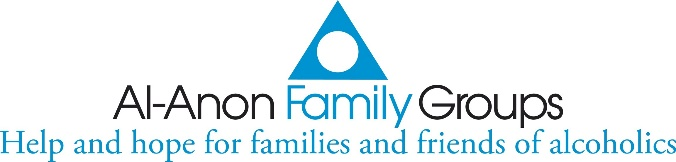 Al-Anon Family Groups
Help and hope for families and friends of alcoholics